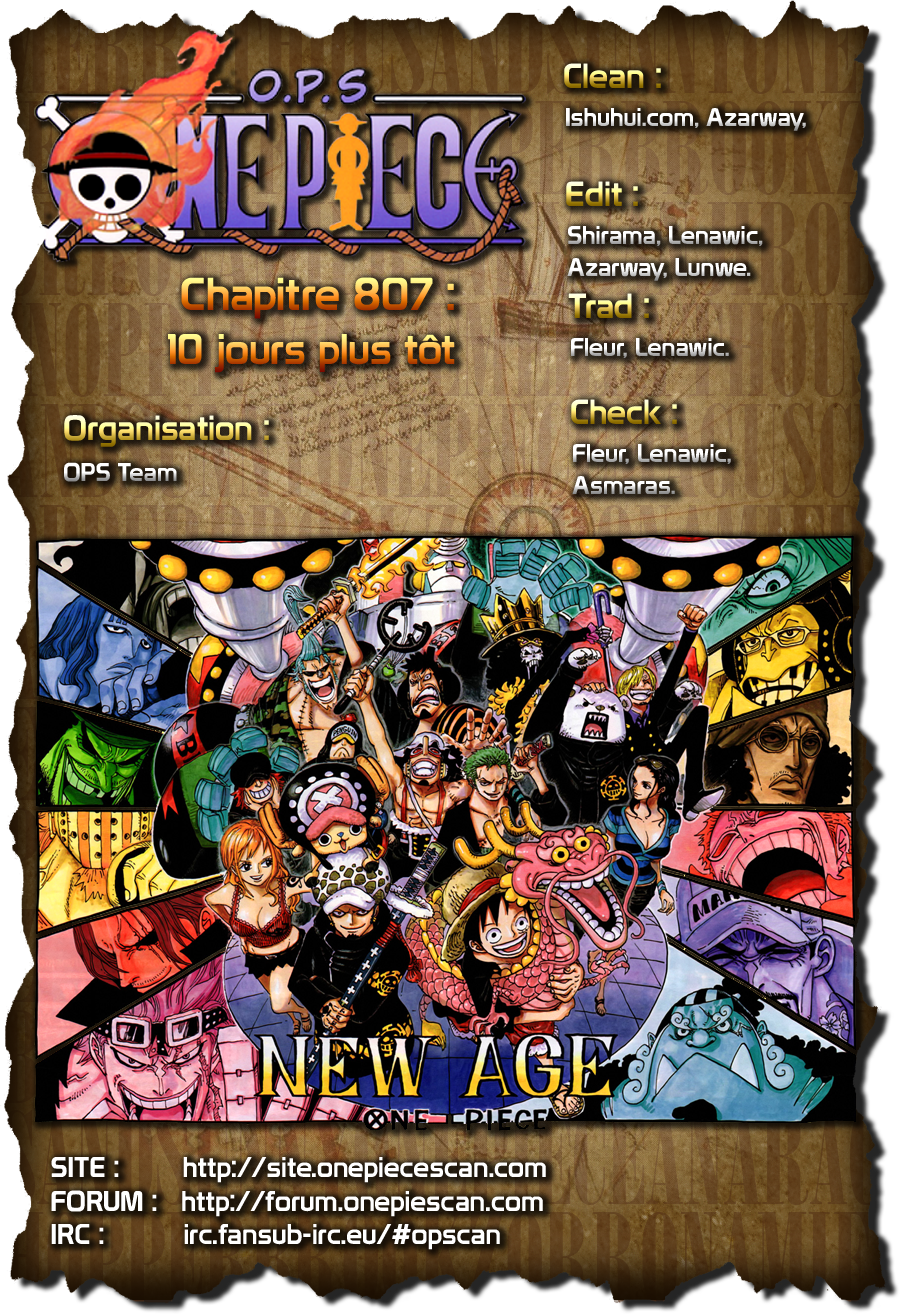 O.P.S
ONE PIECE
Chapitre 807 :
10 jours plus tôt
Organisation :
OPS Team
Clean :
Ishuhui.com, Azarway,
Edit :
Shirama, Lenawic,
Azarway, Lunwe.
Trad :
Fleur, Lenawic.
Check :
Fleur, Lenawic,
Asmaras.
PENGUIN
NEW AGE
ONE PIECE
SITE : http://site.onepiecescan.com
FORUM : http://forum.onepiescan.com
IRC : irc.fansub-irc.eu/#opscan